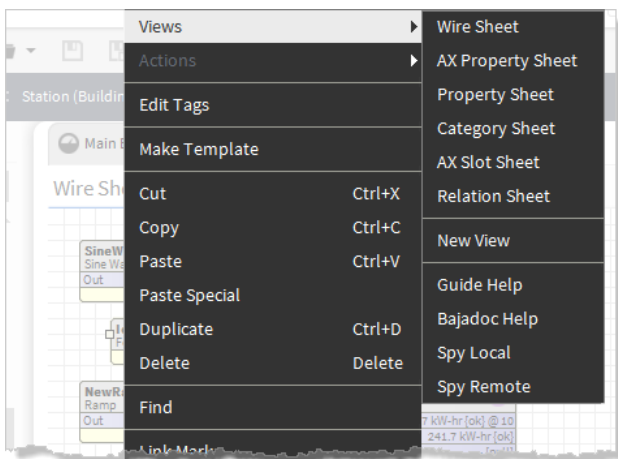 Views
Actions
Edit Tags
Make Template
Cut Ctrl+X
Copy Ctrl+C
Paste Ctrl+V
Paste Special
Duplicate Ctrl+D
Delete Delete
Find
Link Mark
Wire Sheet
AX Property Sheet
Property Sheet
Category Sheet
AX Slot Sheet
Relation Sheet
New View
Guide Help
Bajadoc Help
Spy Local
Spy Remote
Station (Buildin
Main
Wire Sh
SineW
Sine Wa
Out
NewRa
Ramp
Out
7 kW-hr [ok] @ 10
241.7 kW-hr [ok]